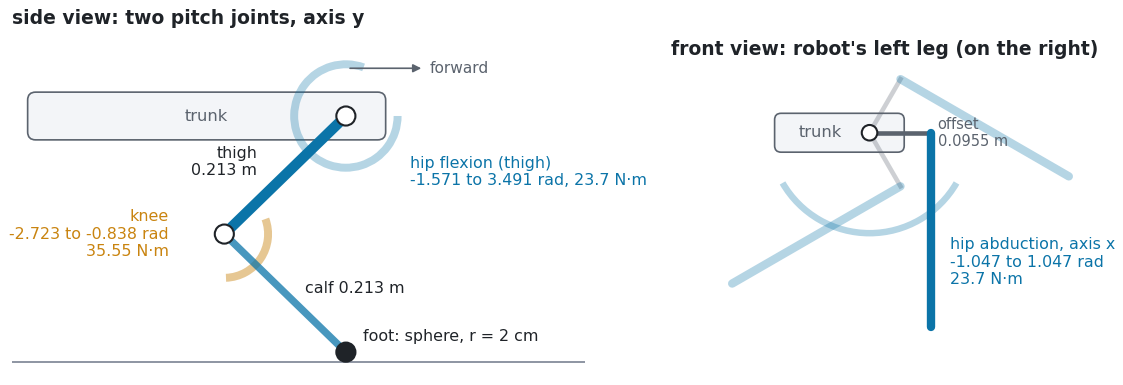 side view: two pitch joints, axis y
forward
trunk
thigh
0.213 m
hip flexion (thigh)
-1.571 to 3.491 rad, 23.7 N·m
knee
-2.723 to -0.838 rad
35.55 N·m
calf 0.213 m
foot: sphere, r = 2 cm
front view: robot's left leg (on the right)
trunk
offset
0.0955 m
hip abduction, axis x
-1.047 to 1.047 rad
23.7 N·m